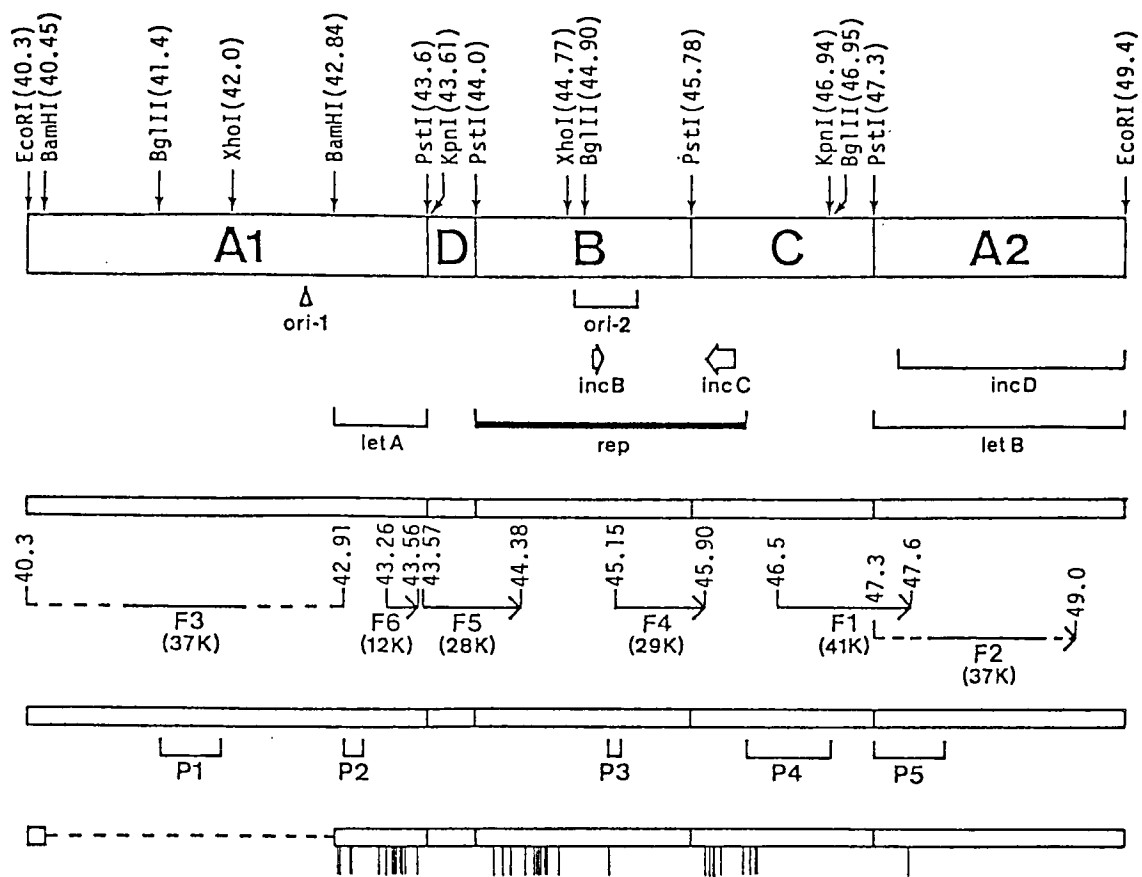 EcoRI(40.3)
BamHI(40.45)
BglII(41.4)
XhoI(42.0)
BamHI(42.84)
PstI(43.6)
KpnI(43.61)
PstI(44.0)
XhoI(44.77)
BglII(44.90)
PstI(45.78)
KpnI(46.94)
BglII(46.95)
PstI(47.3)
EcoRI(49.4)
A1 D B C A2
ori-1 ori-2
incB incC incD
letA rep letB
40.3 42.91 43.26 43.56 43.57 44.38 45.15 45.90 46.5 47.3 47.6 49.0
F3 F6 F5 F4 F1 F2
(37K) (12K) (28K) (29K) (41K) (37K)
P1 P2 P3 P4 P5